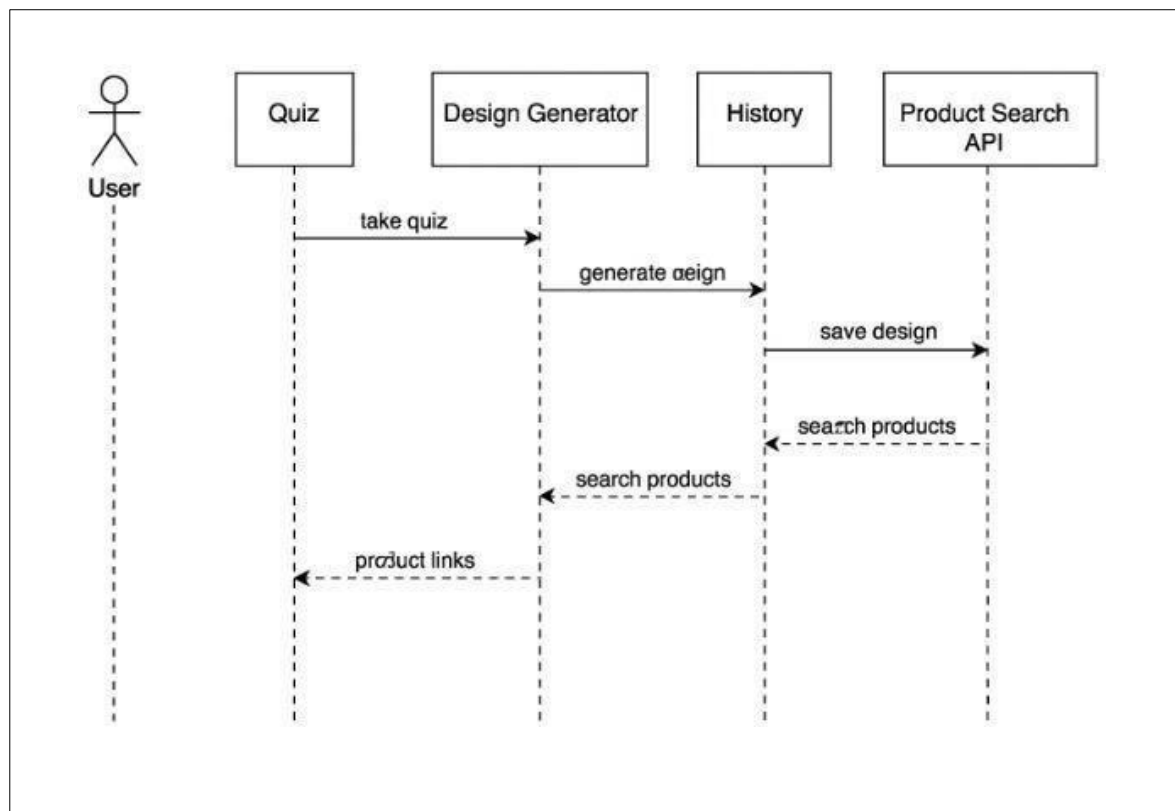 Quiz
Design Generator
History
Product Search
API
User
take quiz
generate ɑeign
save design
search products
search products
product links